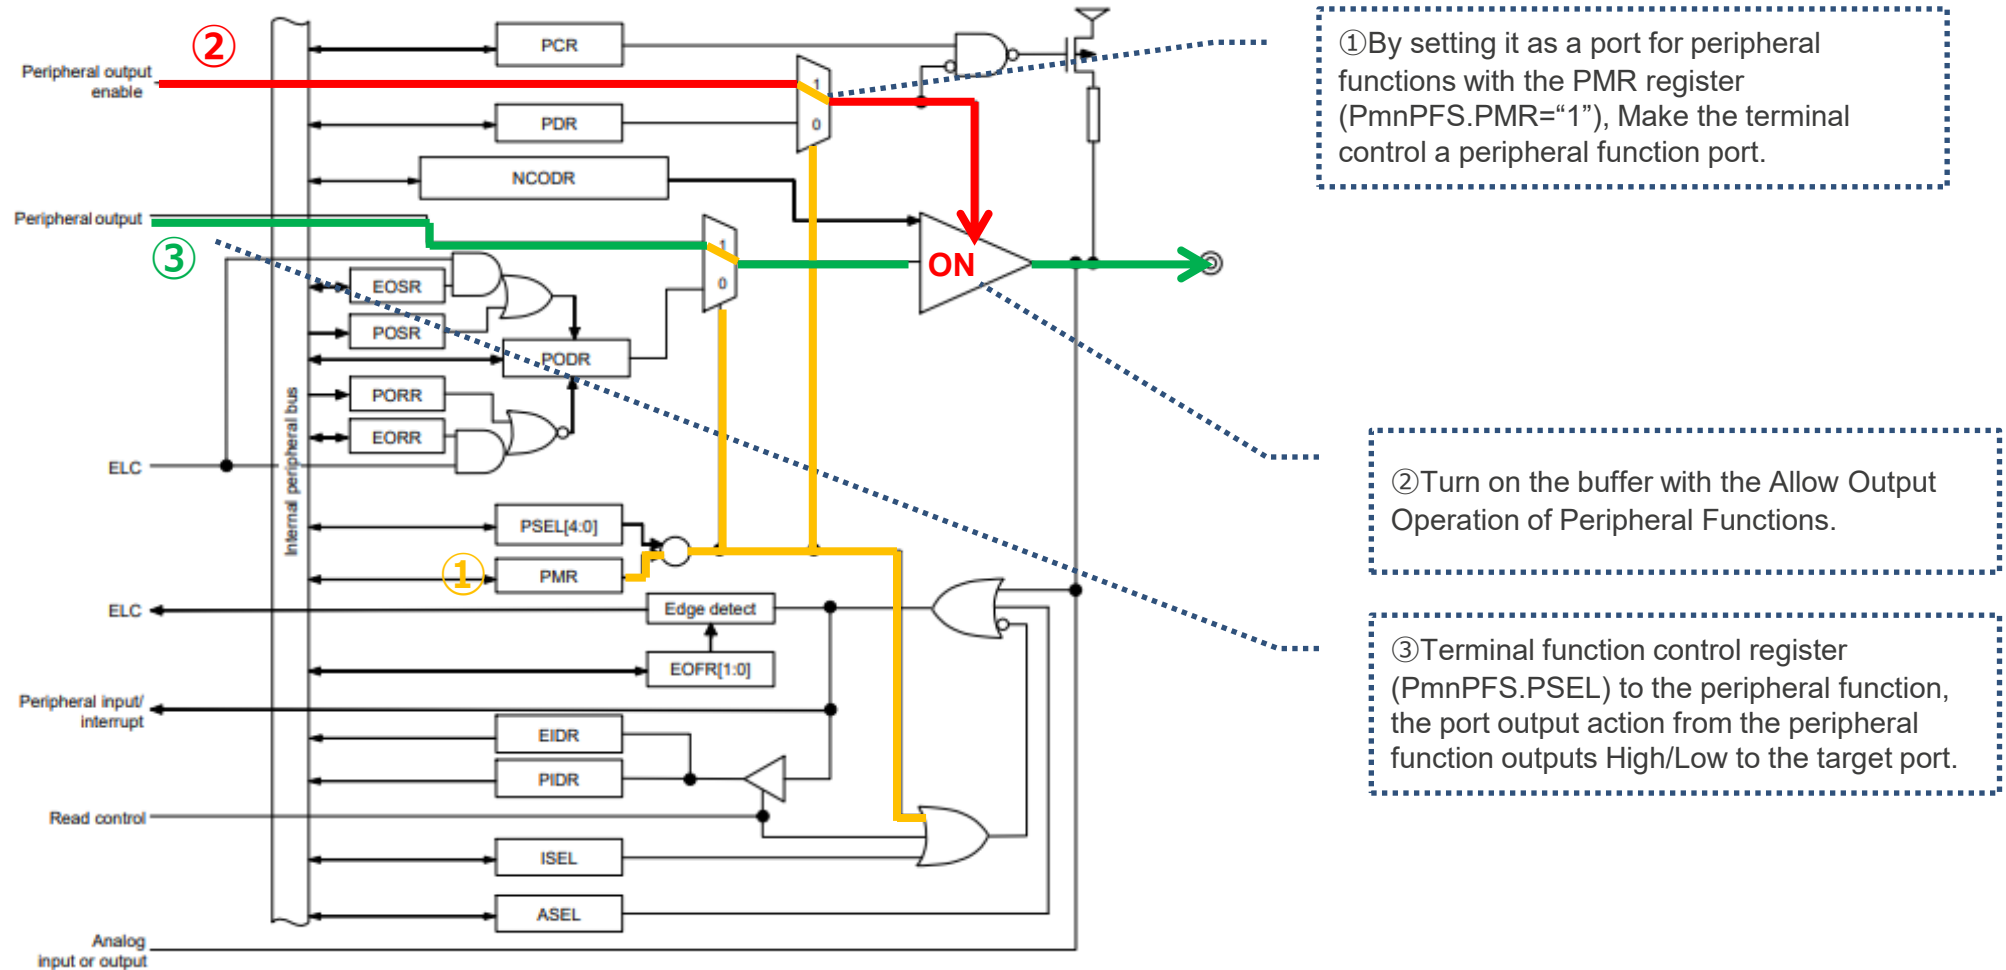 ②
PCR
Peripheral output
enable
1
PDR
0
NCODR
Peripheral output
③
1
ON
EOSR
0
POSR
PODR
PORR
EORR
Internal peripheral bus
ELC
PSEL[4:0]
①
PMR
ELC
Edge detect
EOFR[1:0]
Peripheral input/
interrupt
EIDR
PIDR
Read control
ISEL
ASEL
Analog
input or output
①By setting it as a port for peripheral
functions with the PMR register
(PmnPFS.PMR=“1”), Make the terminal
control a peripheral function port.
②Turn on the buffer with the Allow Output
Operation of Peripheral Functions.
③Terminal function control register
(PmnPFS.PSEL) to the peripheral function,
the port output action from the peripheral
function outputs High/Low to the target port.